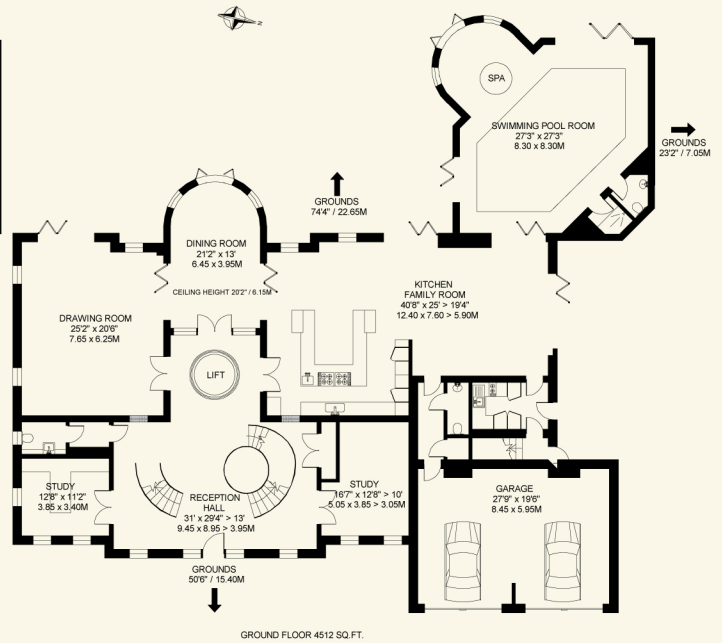 N
SPA
SWIMMING POOL ROOM
27'3" x 27'3"
8.30 x 8.30M
GROUNDS
23'2" / 7.05M
GROUNDS
74'4" / 22.65M
DINING ROOM
21'2" x 13'
6.45 x 3.95M
CEILING HEIGHT 20'2" / 6.15M
KITCHEN
FAMILY ROOM
40'8" x 25' > 19'4"
12.40 x 7.60 > 5.90M
DRAWING ROOM
25'2" x 20'6"
7.65 x 6.25M
LIFT
STUDY
12'8" x 11'2"
3.85 x 3.40M
RECEPTION
HALL
31' x 29'4" > 13'
9.45 x 8.95 > 3.95M
STUDY
16'7" x 12'8" > 10'
5.05 x 3.85 > 3.05M
GARAGE
27'9" x 19'6"
8.45 x 5.95M
GROUNDS
50'6" / 15.40M
GROUND FLOOR 4512 SQ.FT.